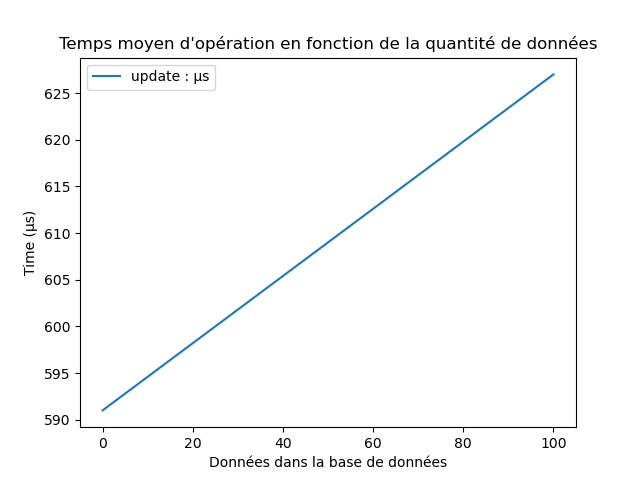 Temps moyen d'opération en fonction de la quantité de données
update : µs
Time (µs)
625
620
615
610
605
600
595
590
0 20 40 60 80 100
Données dans la base de données